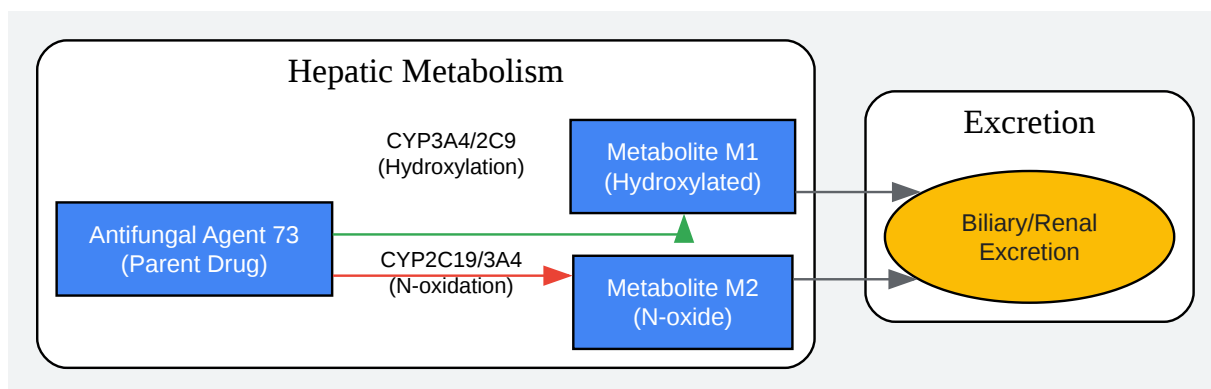 Hepatic Metabolism
CYP3A4/2C9
(Hydroxylation)
Metabolite M1
(Hydroxylated)
Antifungal Agent 73
(Parent Drug)
CYP2C19/3A4
(N-oxidation)
Metabolite M2
(N-oxide)
Excretion
Biliary/Renal
Excretion